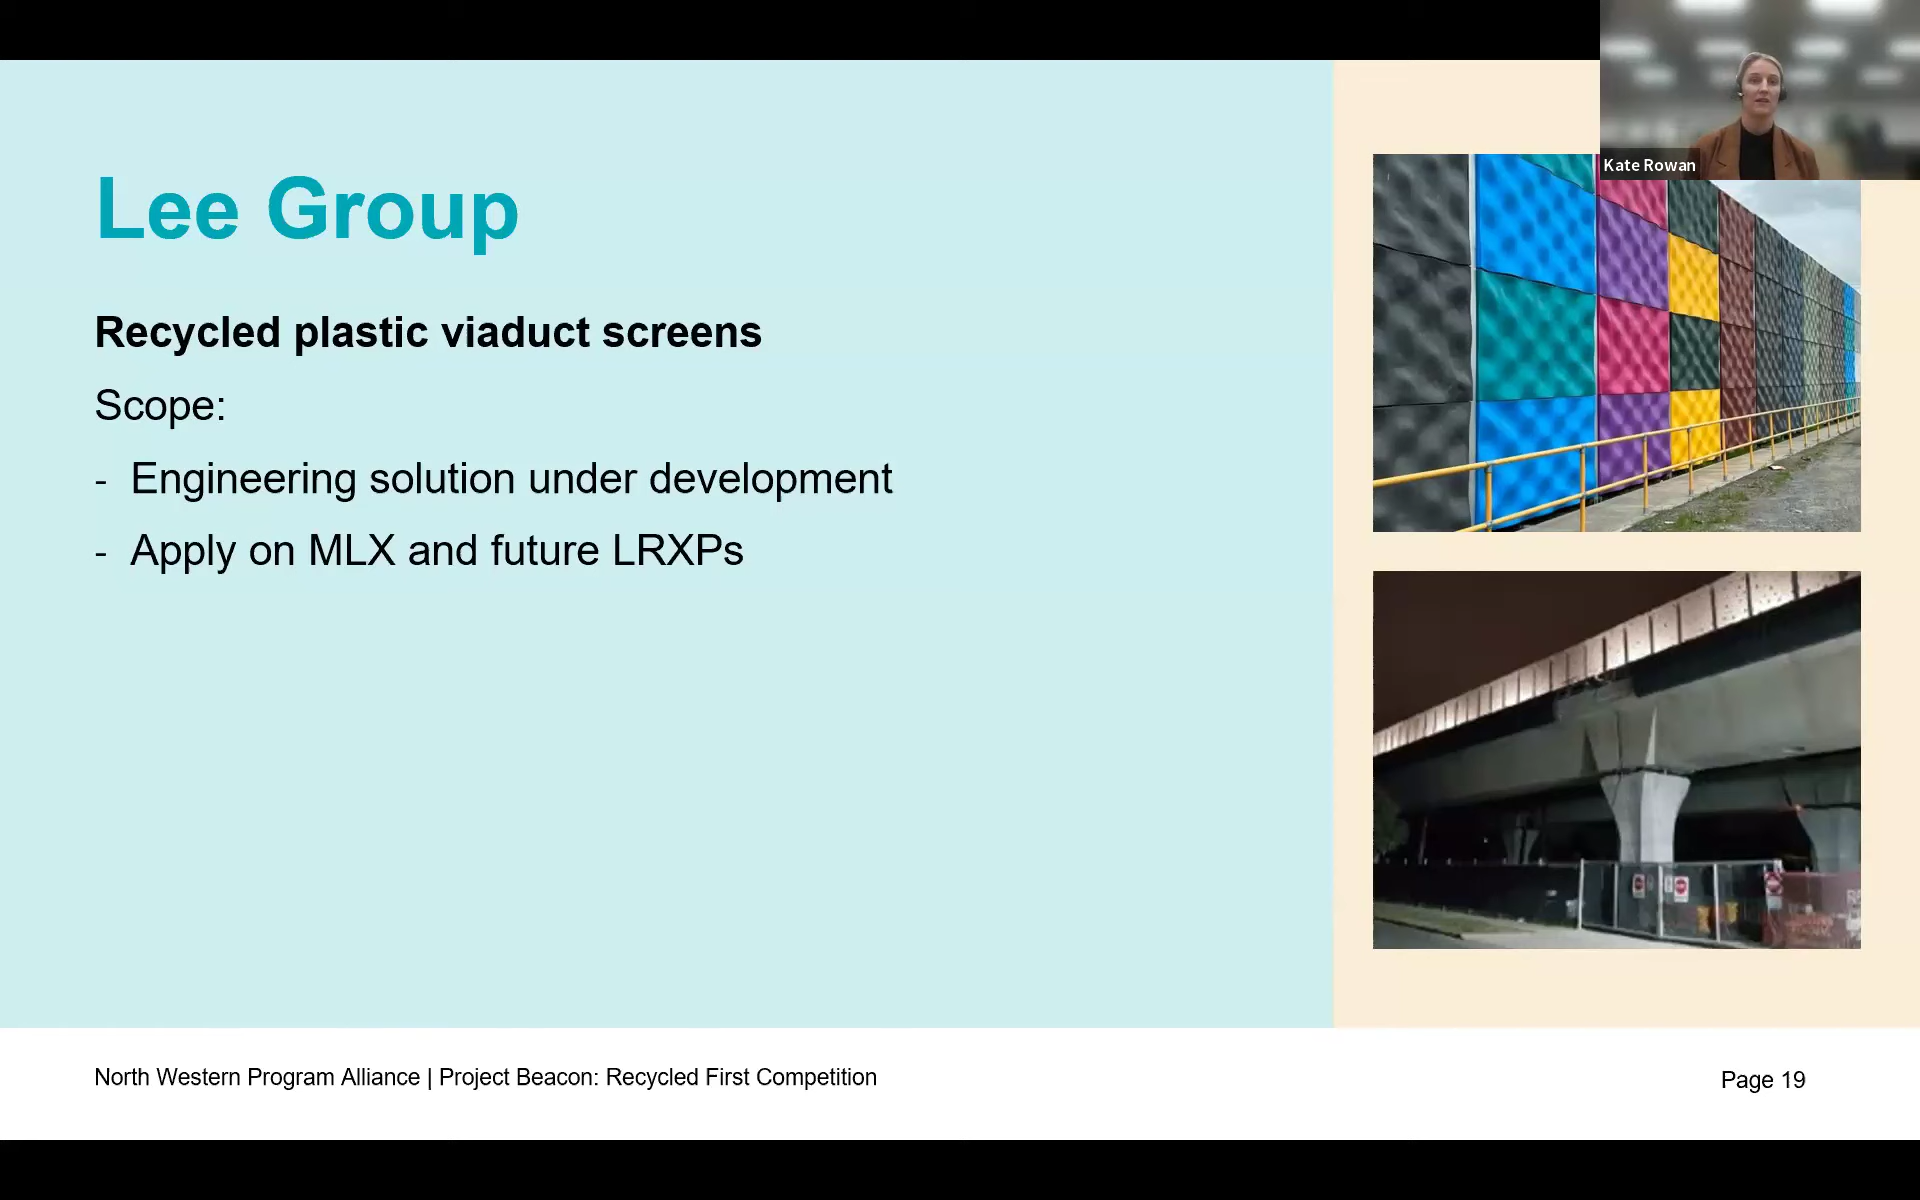 Kate Rowan
Lee Group
Recycled plastic viaduct screens
Scope:
- Engineering solution under development
- Apply on MLX and future LRXPs
North Western Program Alliance | Project Beacon: Recycled First Competition
Page 19